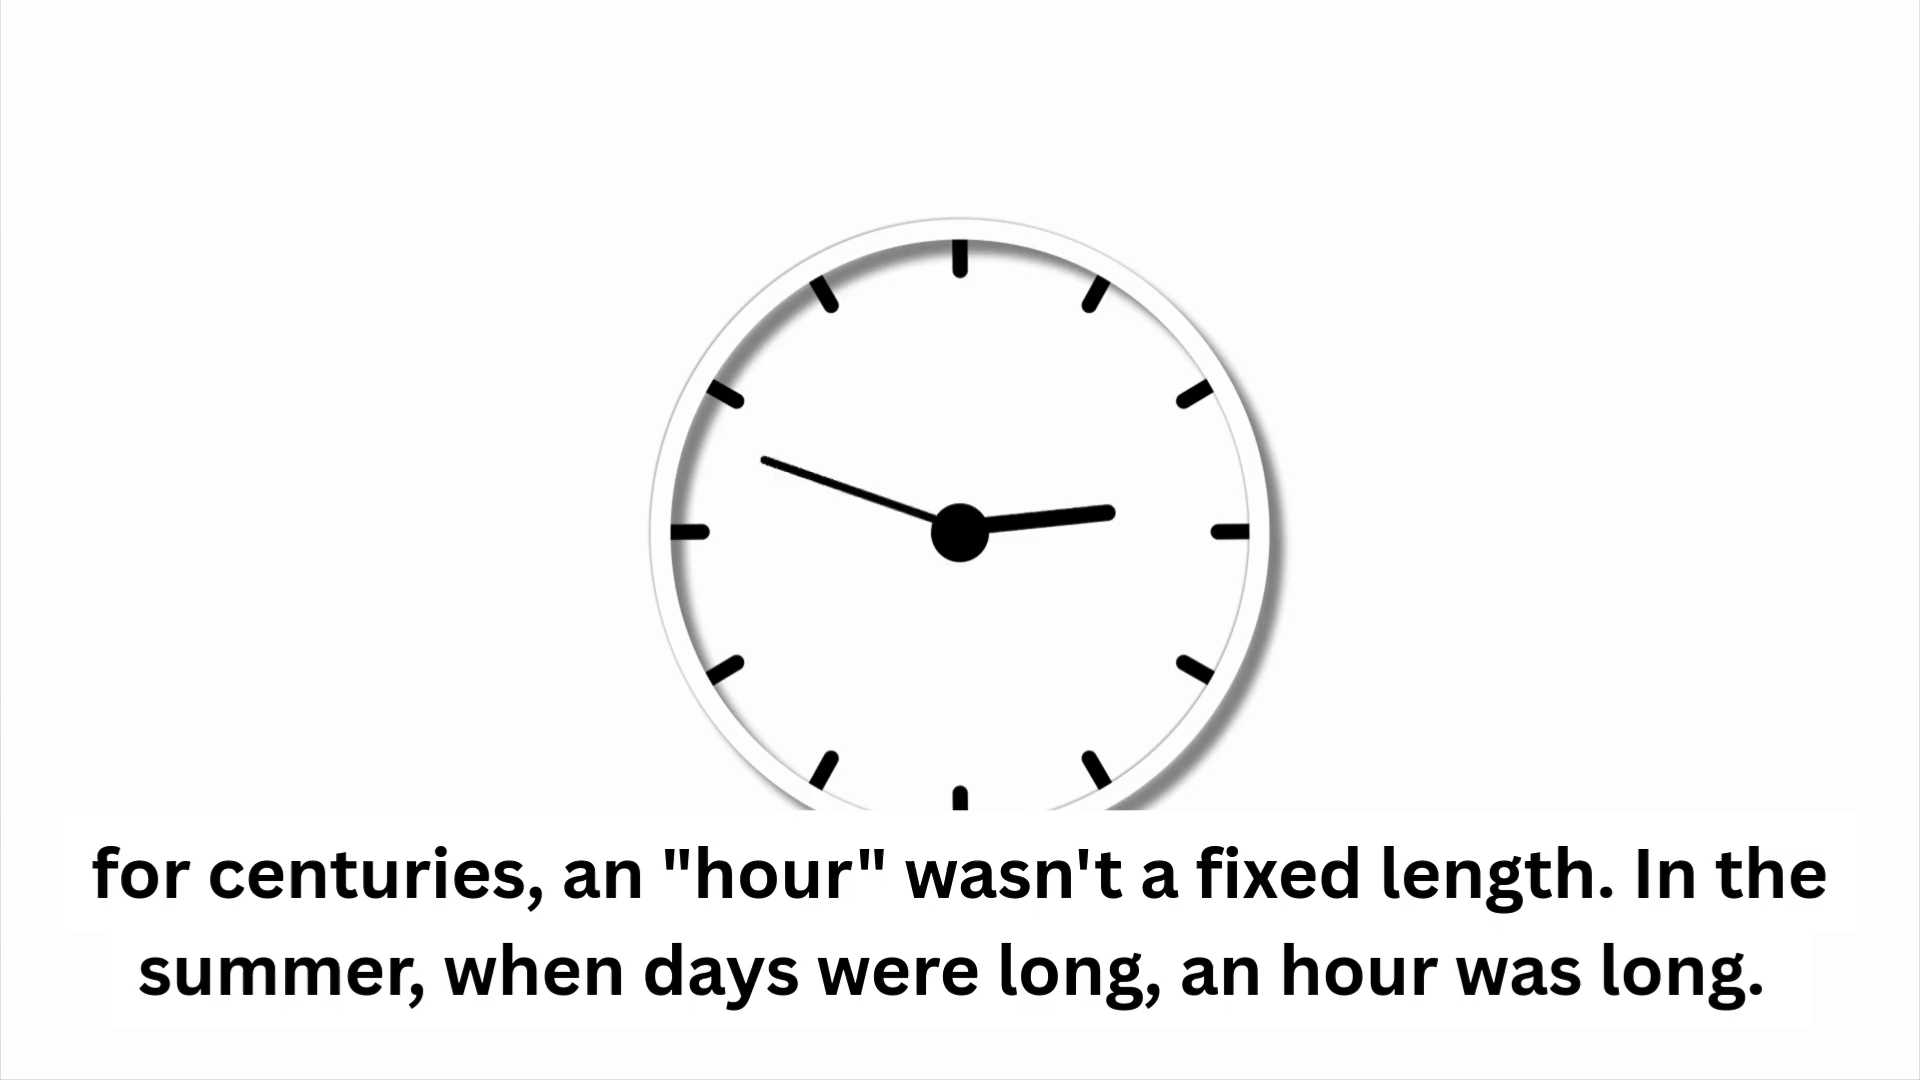 for centuries, an "hour" wasn't a fixed length. In the
summer, when days were long, an hour was long.